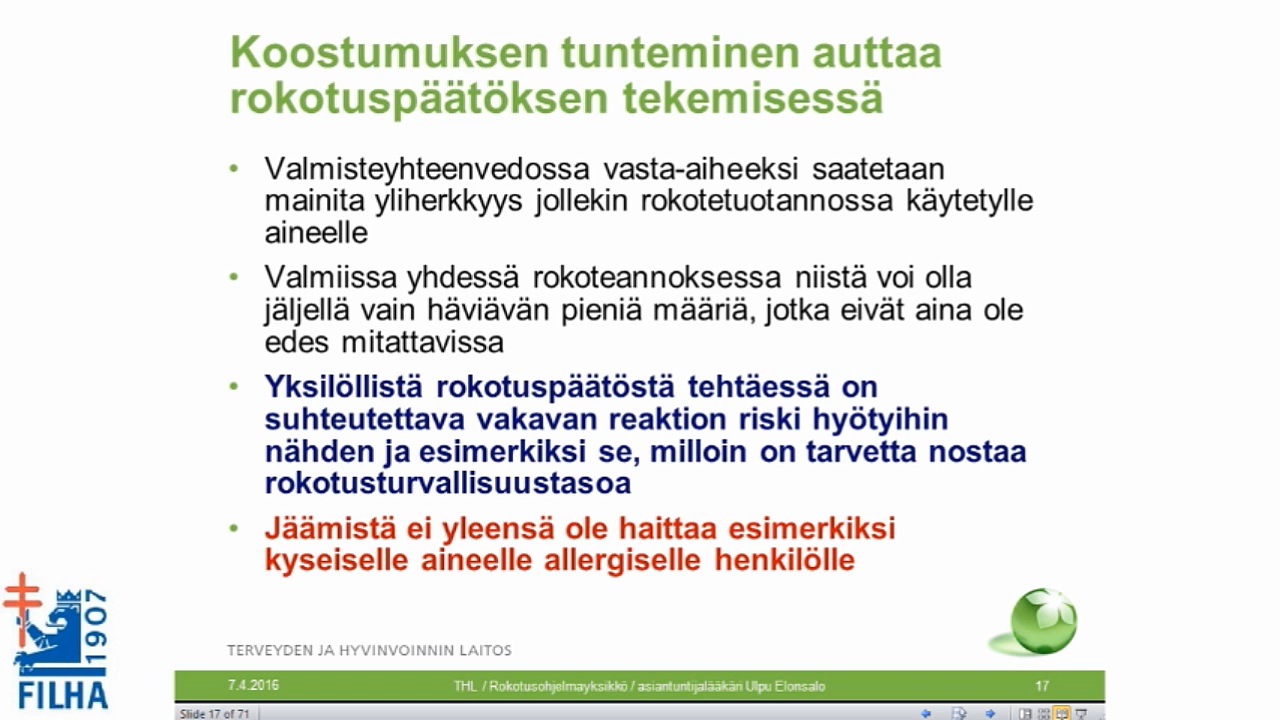 Koostumuksen tunteminen auttaa
rokotuspäätöksen tekemisessä
• Valmisteyhteenvedossa vasta-aiheeksi saatetaan
mainita yliherkkyys jollekin rokotetuotannossa käytetylle
aineelle
• Valmiissa yhdessä rokoteannoksessa niistä voi olla
jäljellä vain häviävän pieniä määriä, jotka eivät aina ole
edes mitattavissa
• Yksilöllistä rokotuspäätöstä tehtäessä on
suhteutettava vakavan reaktion riski hyötyihin
nähden ja esimerkiksi se, milloin on tarvetta nostaa
rokotusturvallisuustasoa
• Jäämistä ei yleensä ole haittaa esimerkiksi
kyseiselle aineelle allergiselle henkilölle
1907
FILHA
TERVEYDEN JA HYVINVOINNIN LAITOS
7.4.2016 THL / Rokotusohjelmayksikkö / asiantuntijalääkäri Ulpu Elonsalo 17
Slide 17 of 71